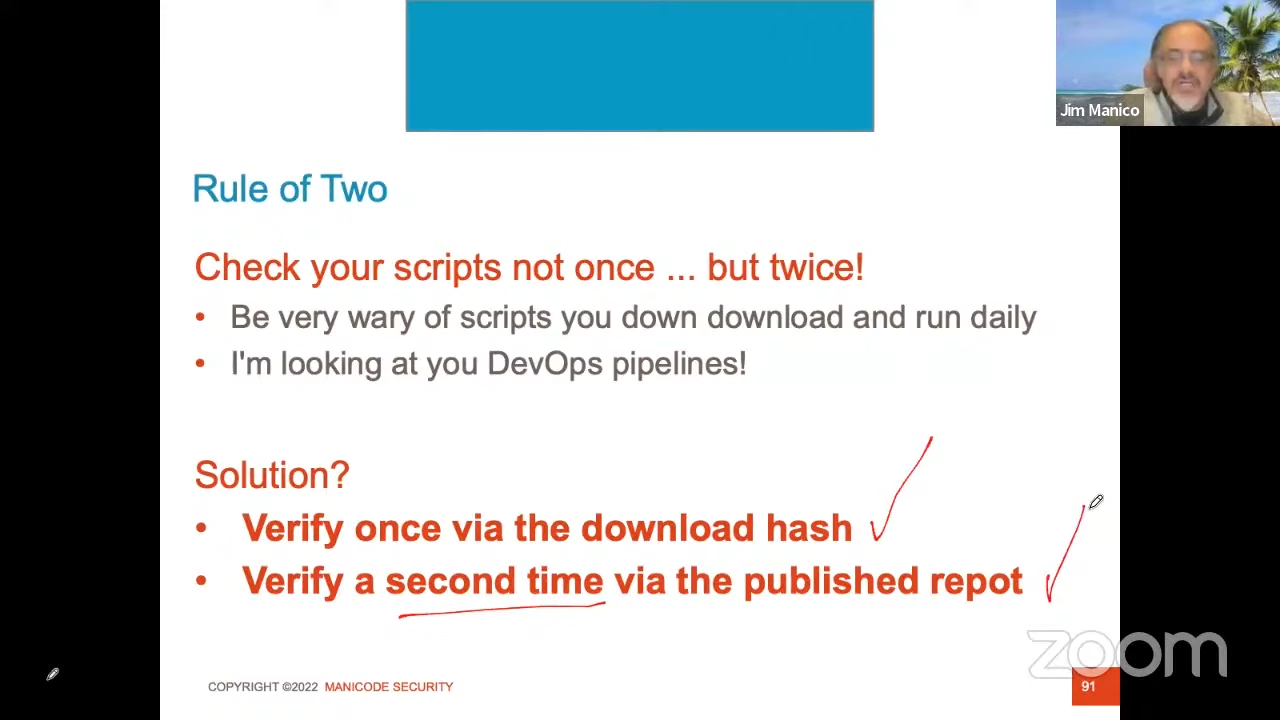 Jim Manico
Rule of Two
Check your scripts not once ... but twice!
• Be very wary of scripts you down download and run daily
• I'm looking at you DevOps pipelines!
Solution?
• Verify once via the download hash
• Verify a second time via the published repot
zoom
COPYRIGHT ©2022 MANICODE SECURITY
91